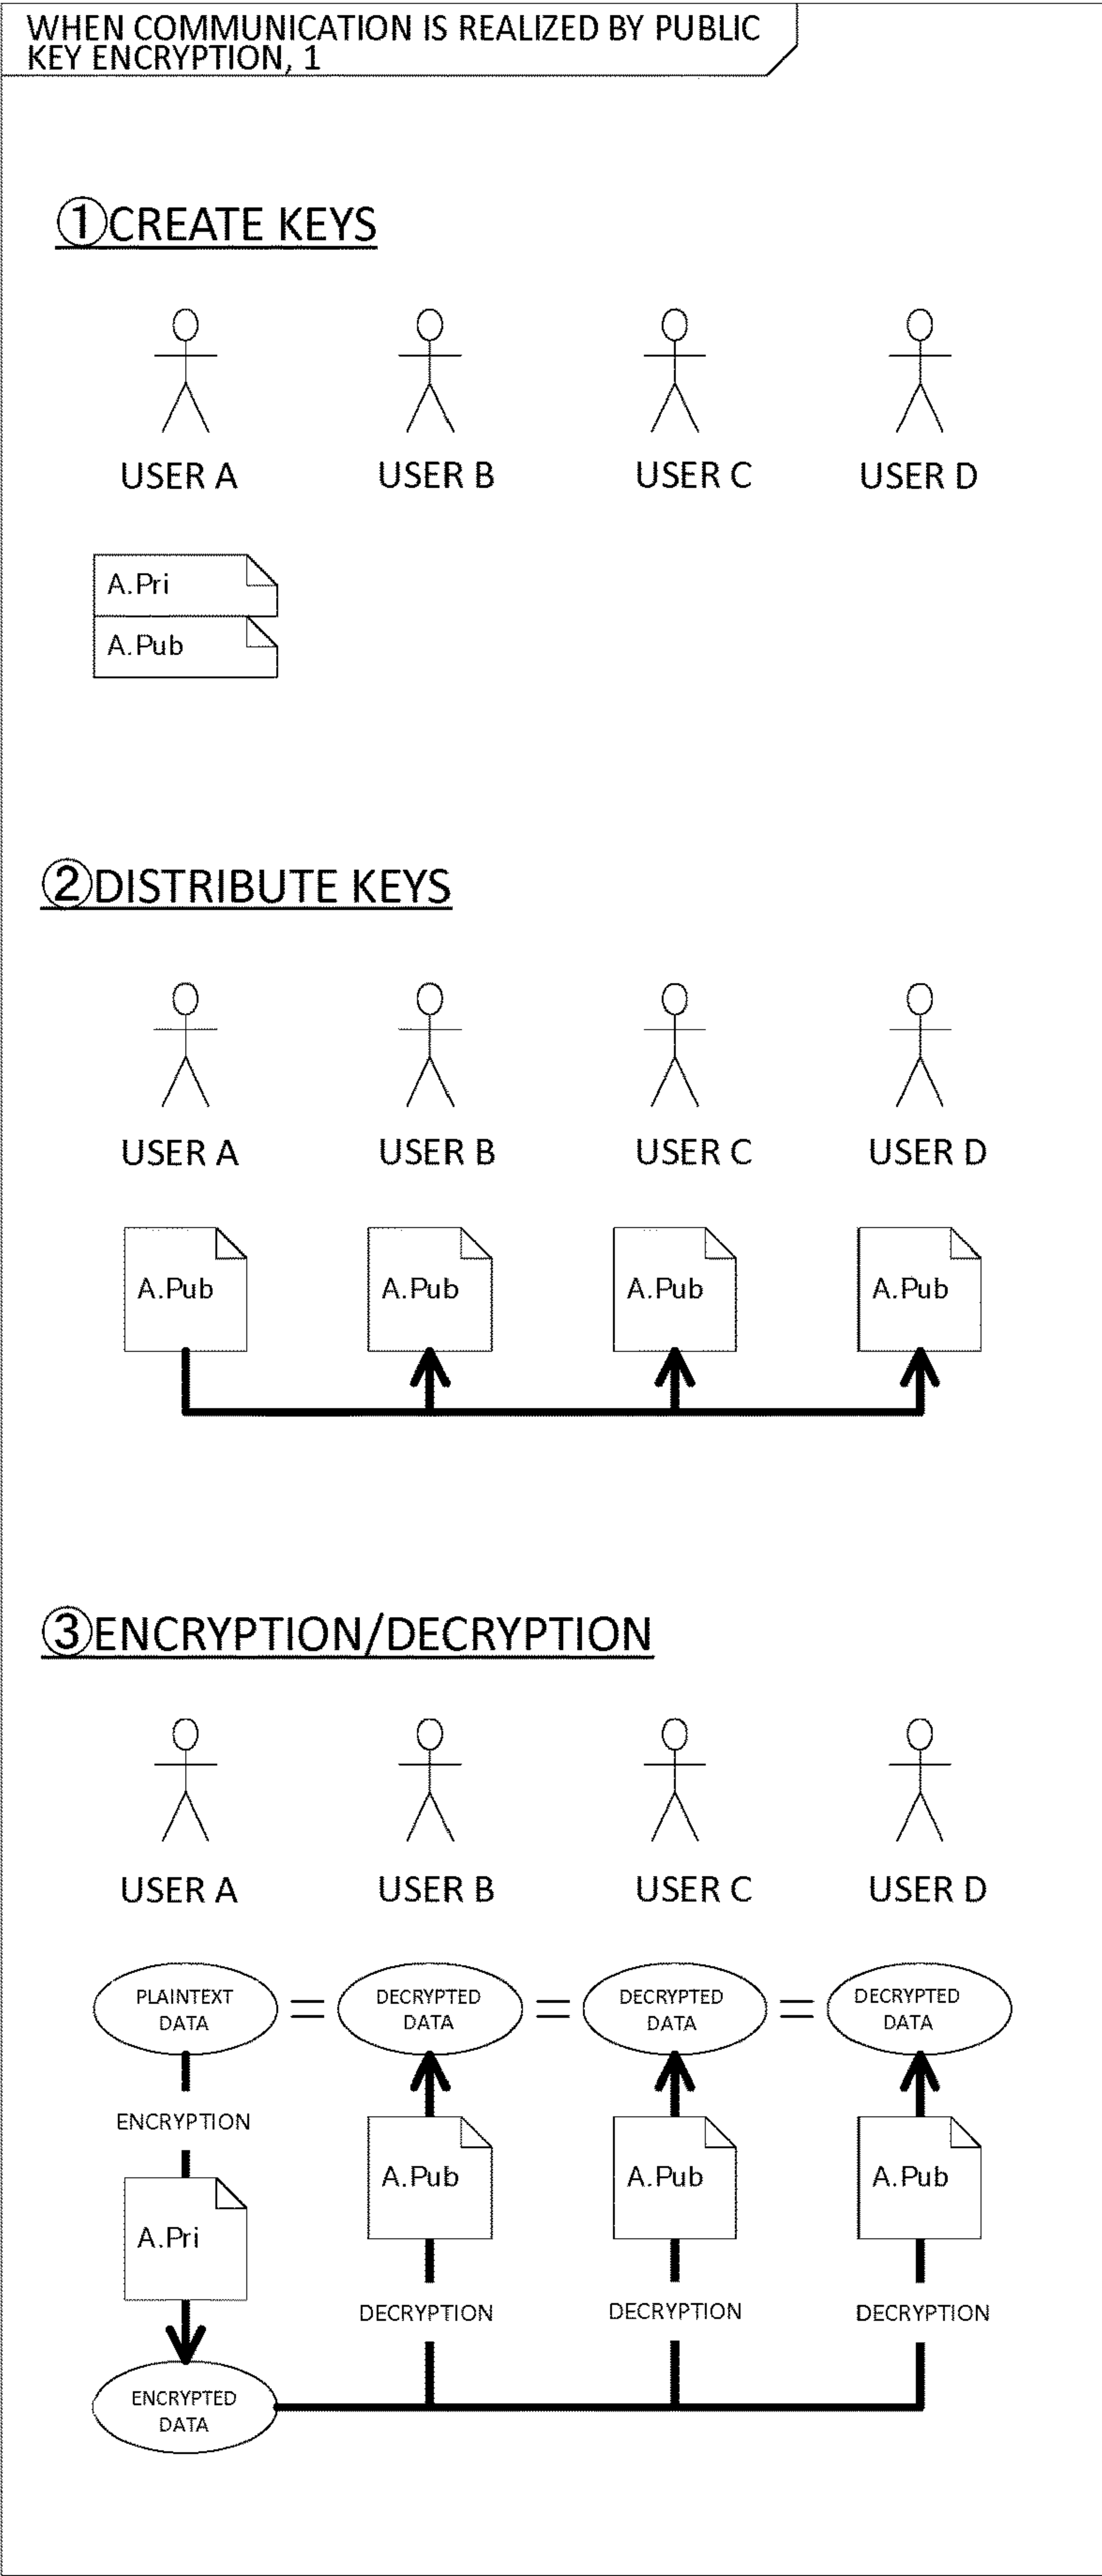 WHEN COMMUNICATION IS REALIZED BY PUBLIC
KEY ENCRYPTION, 1
①CREATE KEYS
USER A USER B USER C USER D
A.Pri
A.Pub
②DISTRIBUTE KEYS
USER A USER B USER C USER D
A.Pub A.Pub A.Pub A.Pub
③ENCRYPTION/DECRYPTION
USER A USER B USER C USER D
PLAINTEXT DATA = DECRYPTED DATA = DECRYPTED DATA = DECRYPTED DATA
ENCRYPTION
A.Pub A.Pub A.Pub
A.Pri
DECRYPTION DECRYPTION DECRYPTION
ENCRYPTED
DATA